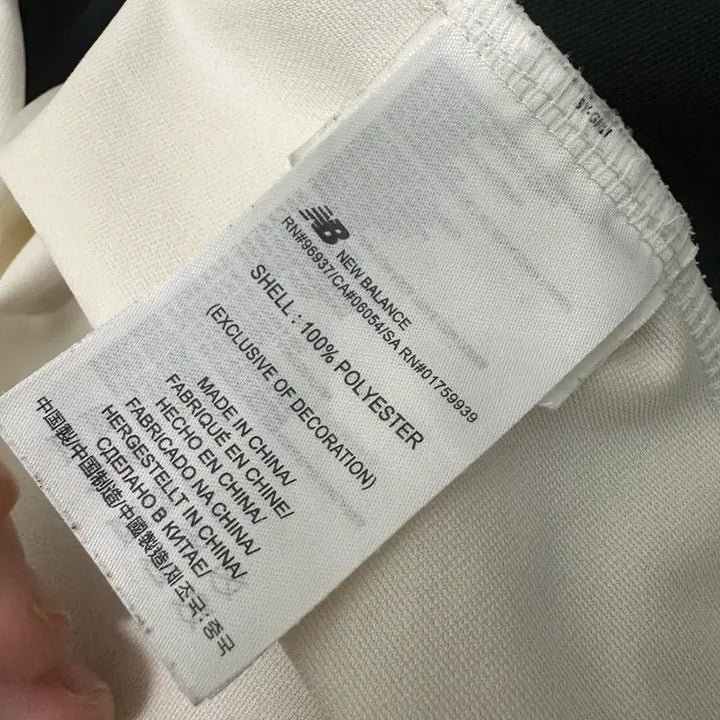 NB
NEW BALANCE
RN#96937/CA#06054/SA RN#01759939
SHELL : 100% POLYESTER
(EXCLUSIVE OF DECORATION)
MADE IN CHINA/
FABRIQUÉ EN CHINE/
HECHO EN CHINA/
FABRICADO NA CHINA/
HERGESTELLT IN CHINA/
СДЕЛАНО В КИТАЕ/
中国製/中国制造/中國製造/제조국: 중국